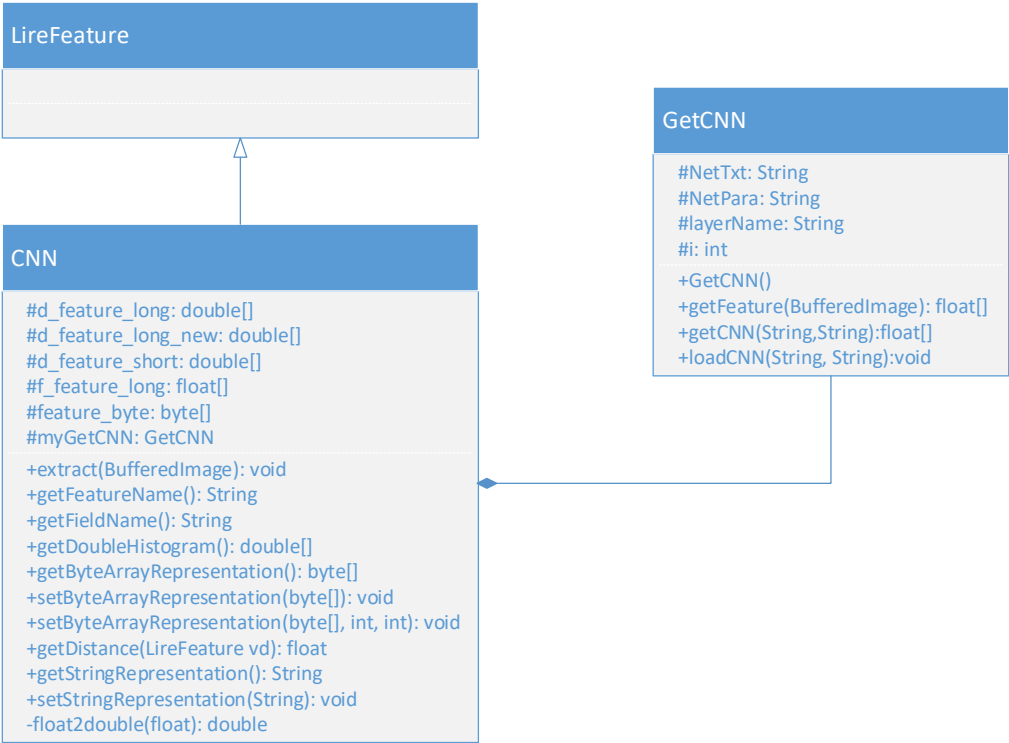 LireFeature
CNN
#d_feature_long: double[]
#d_feature_long_new: double[]
#d_feature_short: double[]
#f_feature_long: float[]
#feature_byte: byte[]
#myGetCNN: GetCNN
+extract(BufferedImage): void
+getFeatureName(): String
+getFieldName(): String
+getDoubleHistogram(): double[]
+getByteArrayRepresentation(): byte[]
+setByteArrayRepresentation(byte[]): void
+setByteArrayRepresentation(byte[], int, int): void
+getDistance(LireFeature vd): float
+getStringRepresentation(): String
+setStringRepresentation(String): void
-float2double(float): double
GetCNN
#NetTxt: String
#NetPara: String
#layerName: String
#i: int
+GetCNN()
+getFeature(BufferedImage): float[]
+getCNN(String,String):float[]
+loadCNN(String, String):void